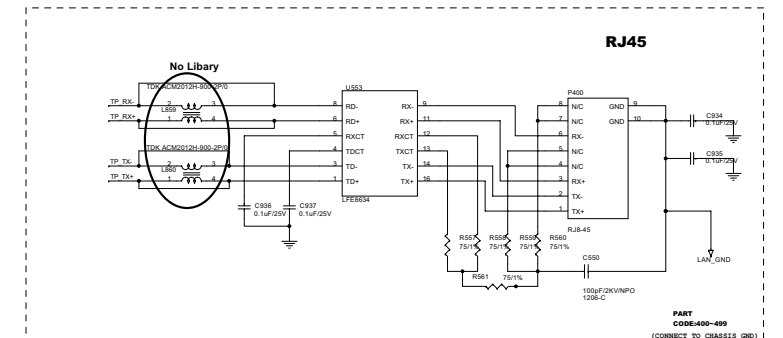 RJ45
No Libary
TDK ACM2012H-900-2P/0
TP_RX-
2
3
L859
TP_RX+
1
4
TDK ACM2012H-900-2P/0
TP_TX-
2
3
L860
TP_TX+
1
4
U553
8 RD- RX- 9
6 RD+ RX+ 11
5 RXCT RXCT 12
4 TDCT TXCT 13
3 TD- TX- 14
1 TD+ TX+ 16
LFE8634
P400
8 N/C GND 9
7 N/C GND 10
6 RX-
5 N/C
4 N/C
3 RX+
2 TX-
1 TX+
RJ8-45
C934
0.1uF/25V
C935
0.1uF/25V
C936
0.1uF/25V
C937
0.1uF/25V
R557
75/1%
R558
75/1%
R559
R560
75/1%
R561
75/1%
C550
100pF/2KV/NPO
1206-C
LAN_GND
PART
CODE:400~499
(CONNECT TO CHASSIS GND)